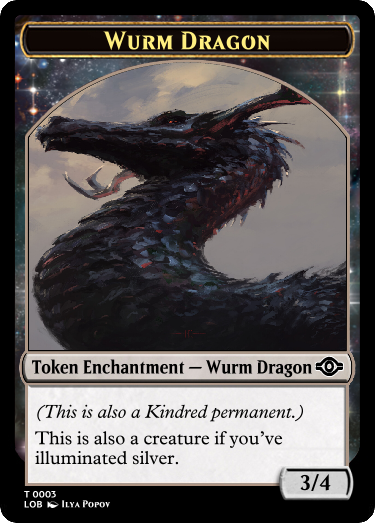 Wurm Dragon
Token Enchantment — Wurm Dragon
(This is also a Kindred permanent.)
This is also a creature if you've
illuminated silver.
3/4
T 0003
LOB Ilya Popov